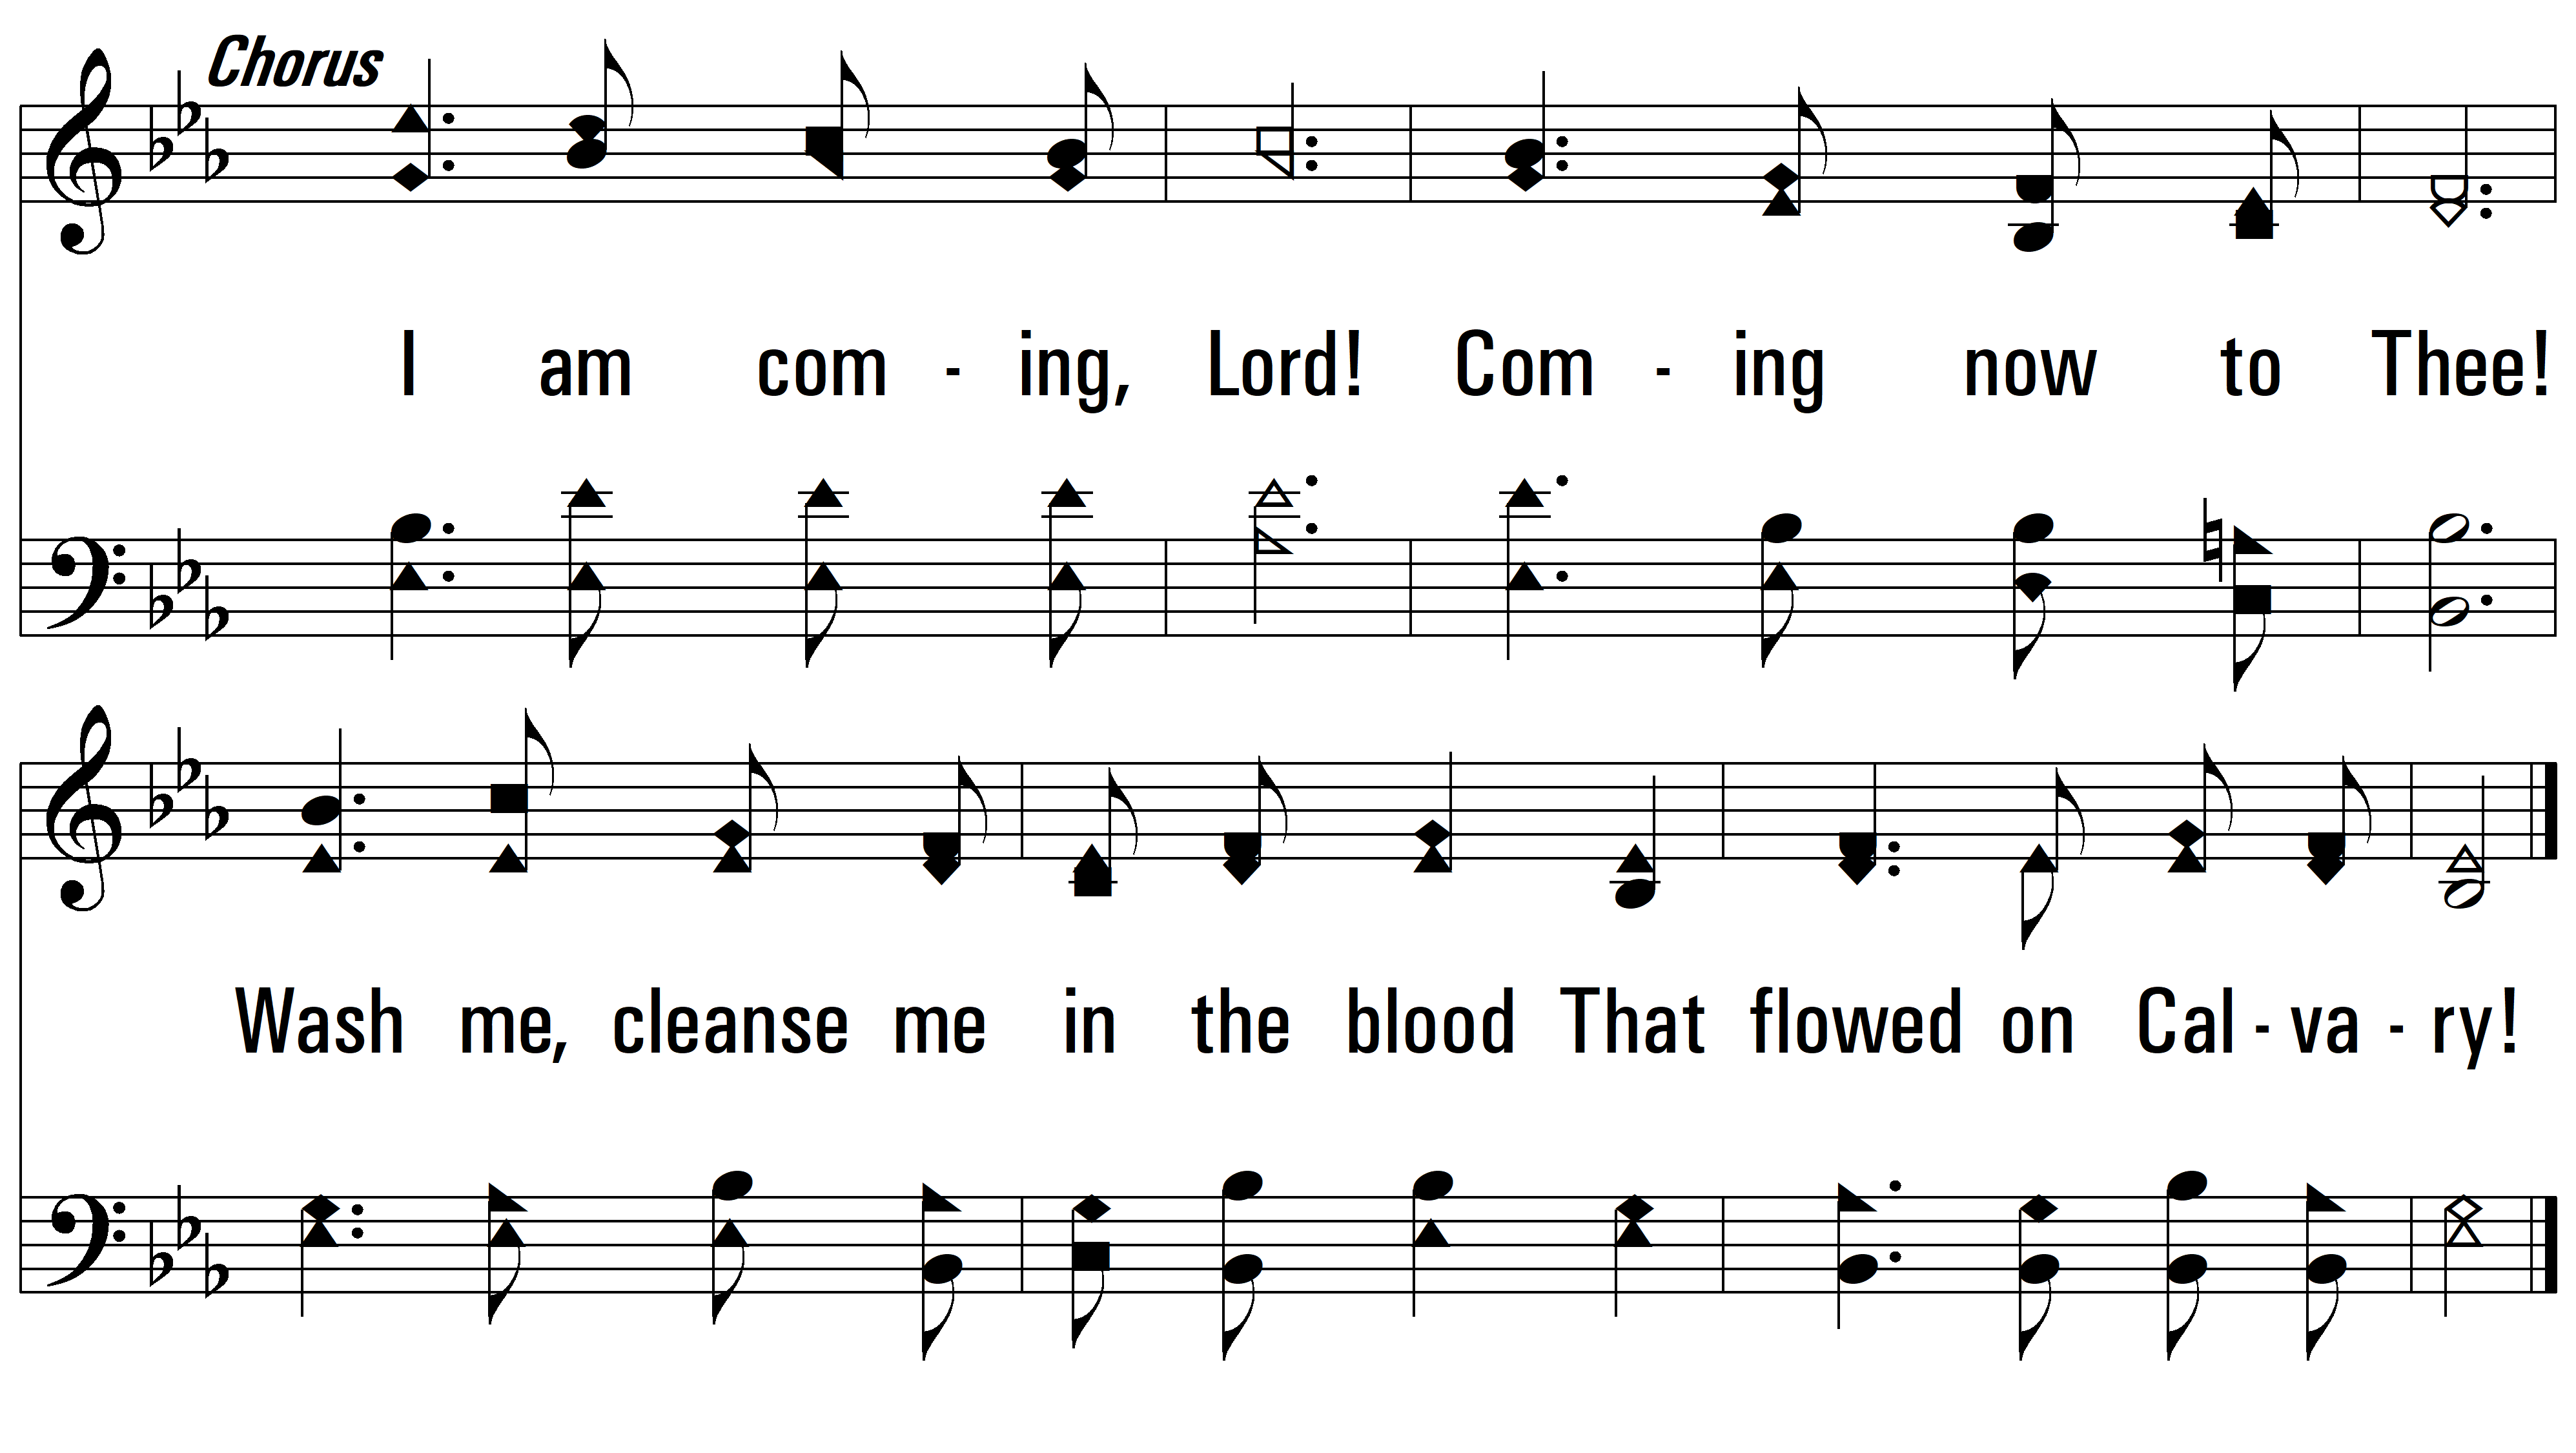 Chorus
I am com - ing, Lord! Com - ing now to Thee!
Wash me, cleanse me in the blood That flowed on Cal - va - ry!